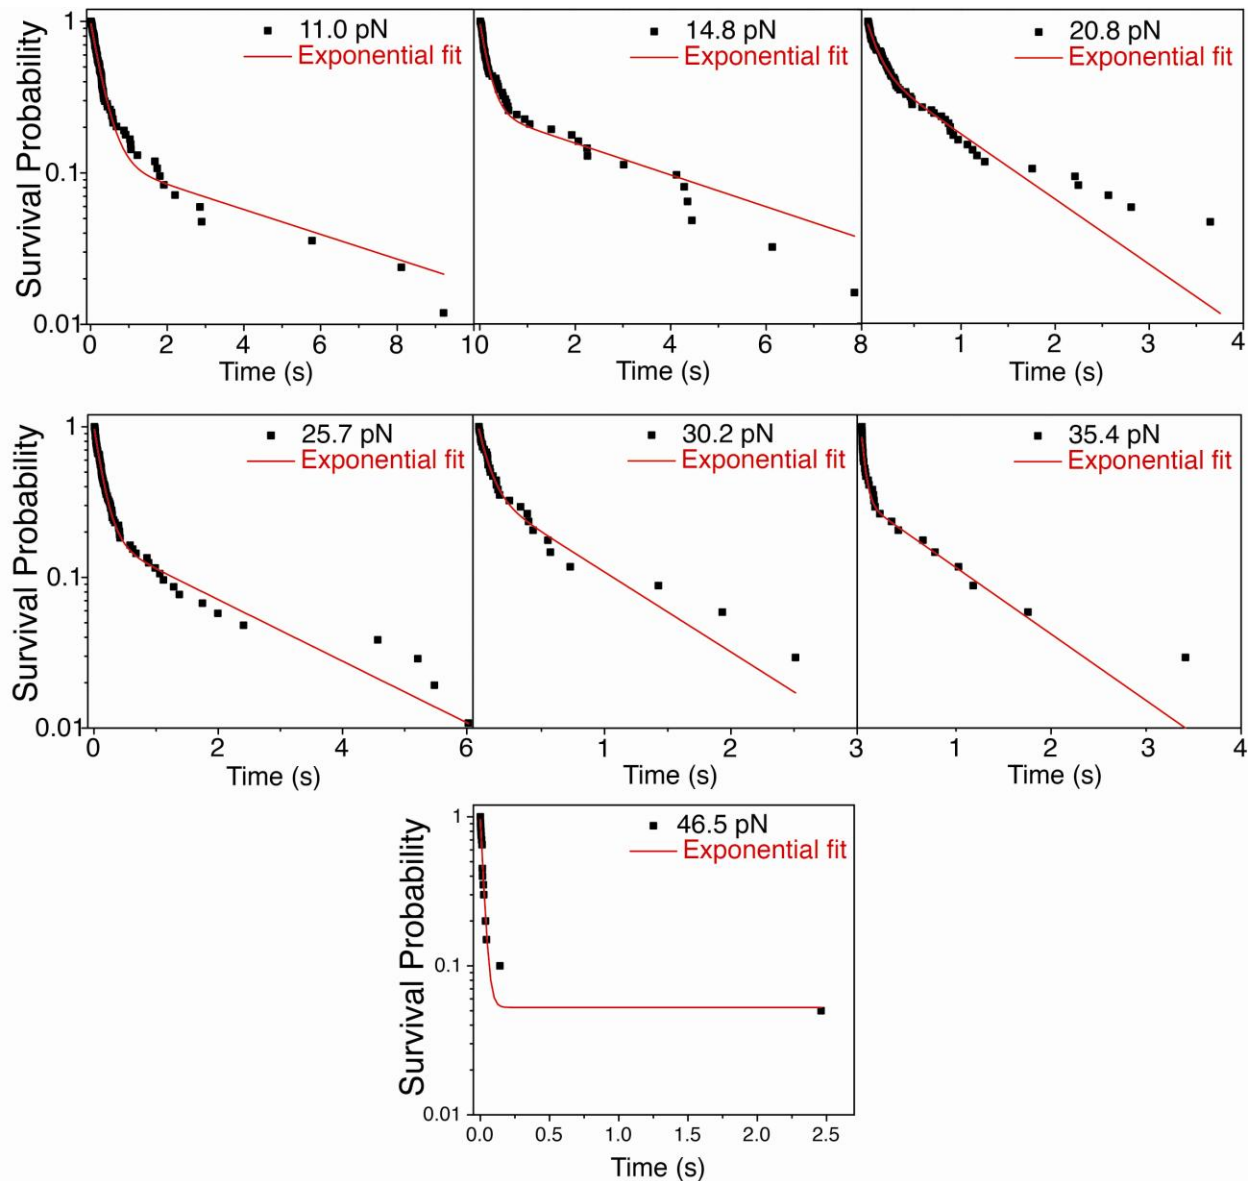 11.0 pN
Exponential fit
Survival Probability
1
0.1
0.01
0 2 4 6 8 10
Time (s)
14.8 pN
Exponential fit
2 4 6 8
Time (s)
20.8 pN
Exponential fit
1 2 3 4
Time (s)
25.7 pN
Exponential fit
Survival Probability
1
0.1
0.01
0 2 4 6
Time (s)
30.2 pN
Exponential fit
1 2 3
Time (s)
35.4 pN
Exponential fit
1 2 3 4
Time (s)
46.5 pN
Exponential fit
Survival Probability
1
0.1
0.01
0.0 0.5 1.0 1.5 2.0 2.5
Time (s)